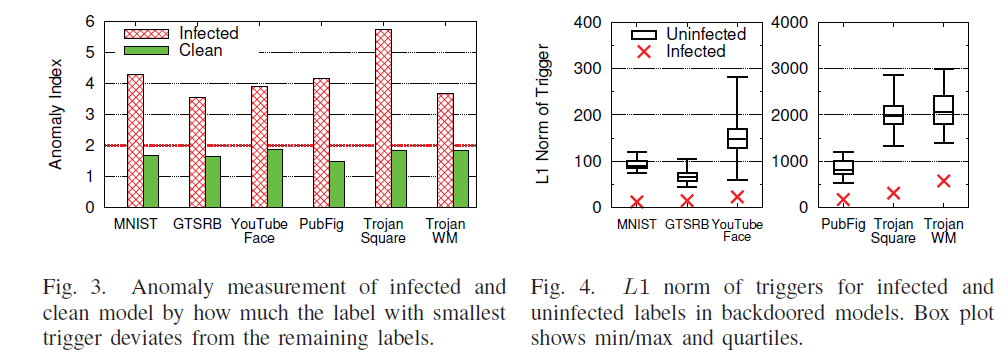 6
5
4
3
2
1
0
Anomaly Index
Infected
Clean
MNIST GTSRB YouTube Face PubFig Trojan Square Trojan WM
400
300
200
100
0
L1 Norm of Trigger
Uninfected
Infected
MNIST GTSRB YouTube Face
4000
3000
2000
1000
0
PubFig Trojan Square Trojan WM
Fig. 3. Anomaly measurement of infected and
clean model by how much the label with smallest
trigger deviates from the remaining labels.
Fig. 4. L1 norm of triggers for infected and
uninfected labels in backdoored models. Box plot
shows min/max and quartiles.